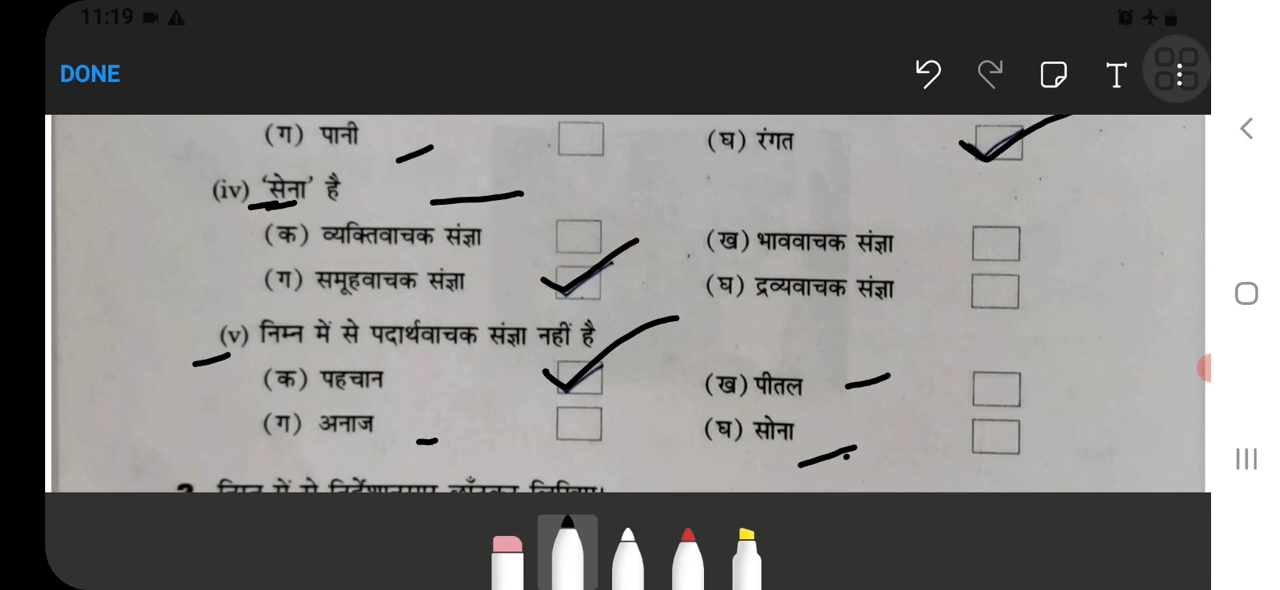 11:19
DONE
T
(ग) पानी (घ) रंगत
(iv) 'सेना' है
(क) व्यक्तिवाचक संज्ञा (ख) भाववाचक संज्ञा
(ग) समूहवाचक संज्ञा (घ) द्रव्यवाचक संज्ञा
(v) निम्न में से पदार्थवाचक संज्ञा नहीं है
(क) पहचान (ख) पीतल
(ग) अनाज (घ) सोना